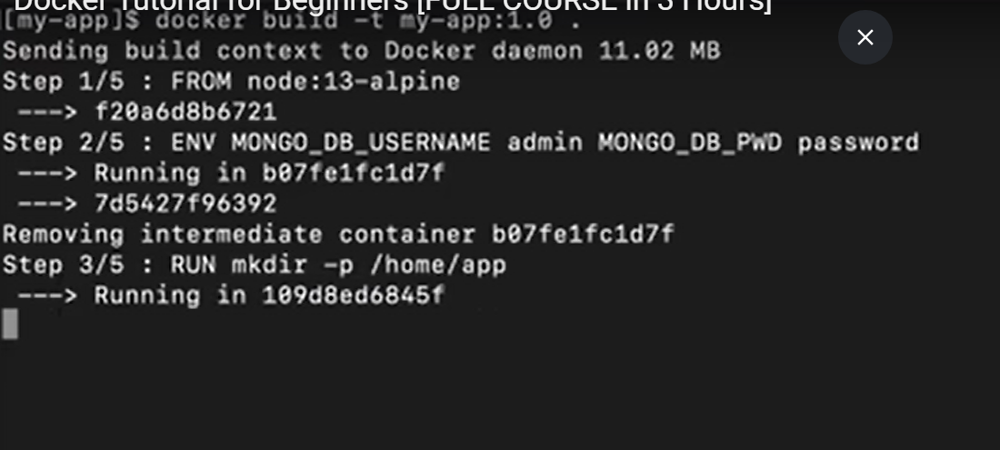 Docker Tutorial for Beginners [FULL COURSE in 3 Hours]
[[my-app]$ docker build -t my-app:1.0 .
Sending build context to Docker daemon 11.02 MB
Step 1/5 : FROM node:13-alpine
---> f20a6d8b6721
Step 2/5 : ENV MONGO_DB_USERNAME admin MONGO_DB_PWD password
---> Running in b07fe1fc1d7f
---> 7d5427f96392
Removing intermediate container b07fe1fc1d7f
Step 3/5 : RUN mkdir -p /home/app
---> Running in 109d8ed6845f